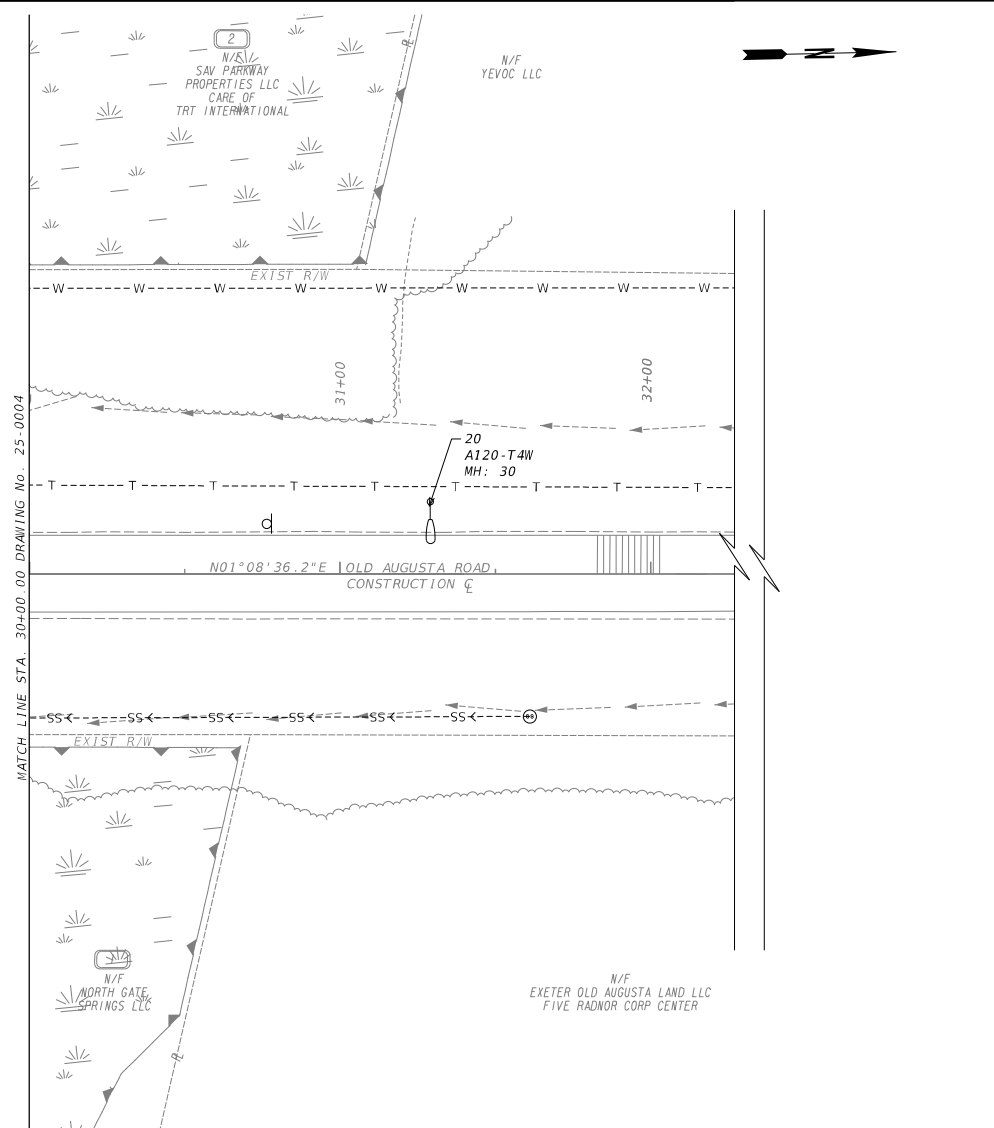 2
N/F
SAV PARKWAY
PROPERTIES LLC
CARE OF
TRT INTERNATIONAL
PL
N/F
YEVOC LLC
N
EXIST R/W
W W W W W W W W W
31+00
32+00
MATCH LINE STA. 30+00.00 DRAWING No. 25-0004
20
A120-T4W
MH: 30
T T T T T T T T T
N01°08'36.2"E
OLD AUGUSTA ROAD
CONSTRUCTION CL
SS SS SS SS SS SS
EXIST R/W
N/F
NORTH GATE
SPRINGS LLC
PL
N/F
EXETER OLD AUGUSTA LAND LLC
FIVE RADNOR CORP CENTER